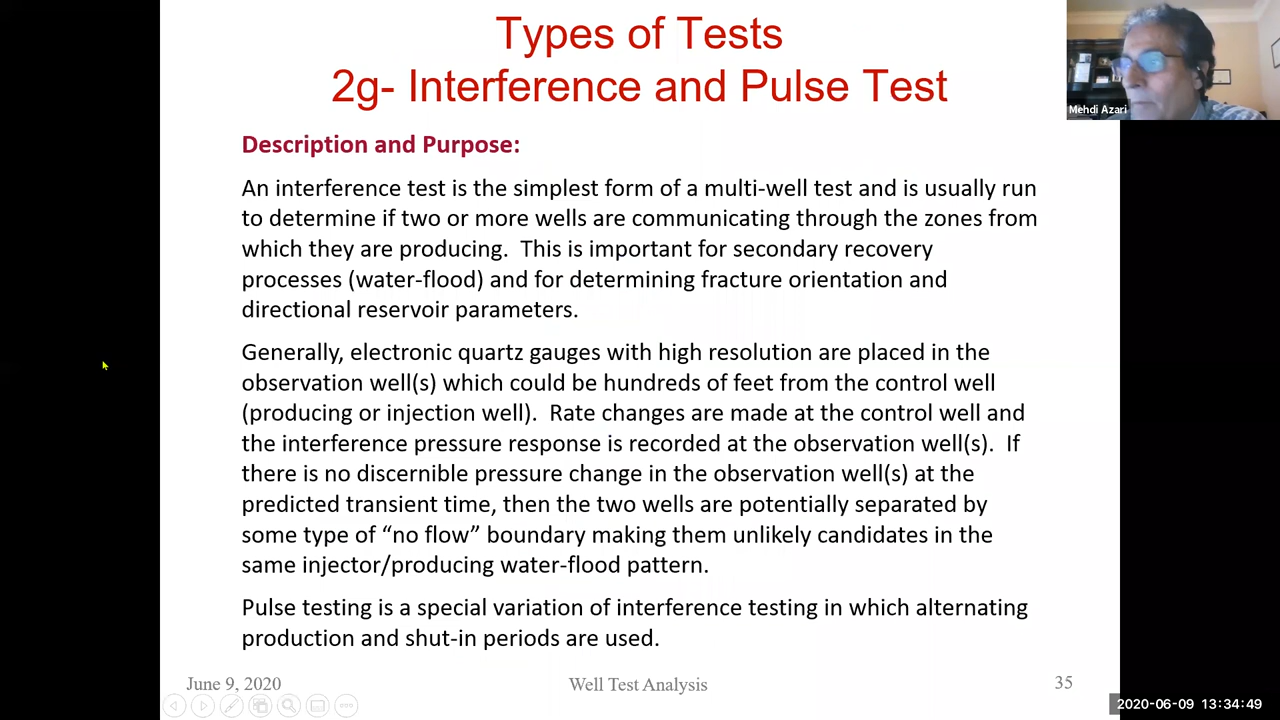 Types of Tests
2g- Interference and Pulse Test
Mehdi Azari
Description and Purpose:
An interference test is the simplest form of a multi-well test and is usually run
to determine if two or more wells are communicating through the zones from
which they are producing.  This is important for secondary recovery
processes (water-flood) and for determining fracture orientation and
directional reservoir parameters.
Generally, electronic quartz gauges with high resolution are placed in the
observation well(s) which could be hundreds of feet from the control well
(producing or injection well).  Rate changes are made at the control well and
the interference pressure response is recorded at the observation well(s).  If
there is no discernible pressure change in the observation well(s) at the
predicted transient time, then the two wells are potentially separated by
some type of “no flow” boundary making them unlikely candidates in the
same injector/producing water-flood pattern.
Pulse testing is a special variation of interference testing in which alternating
production and shut-in periods are used.
June 9, 2020
Well Test Analysis
35
2020-06-09 13:34:49